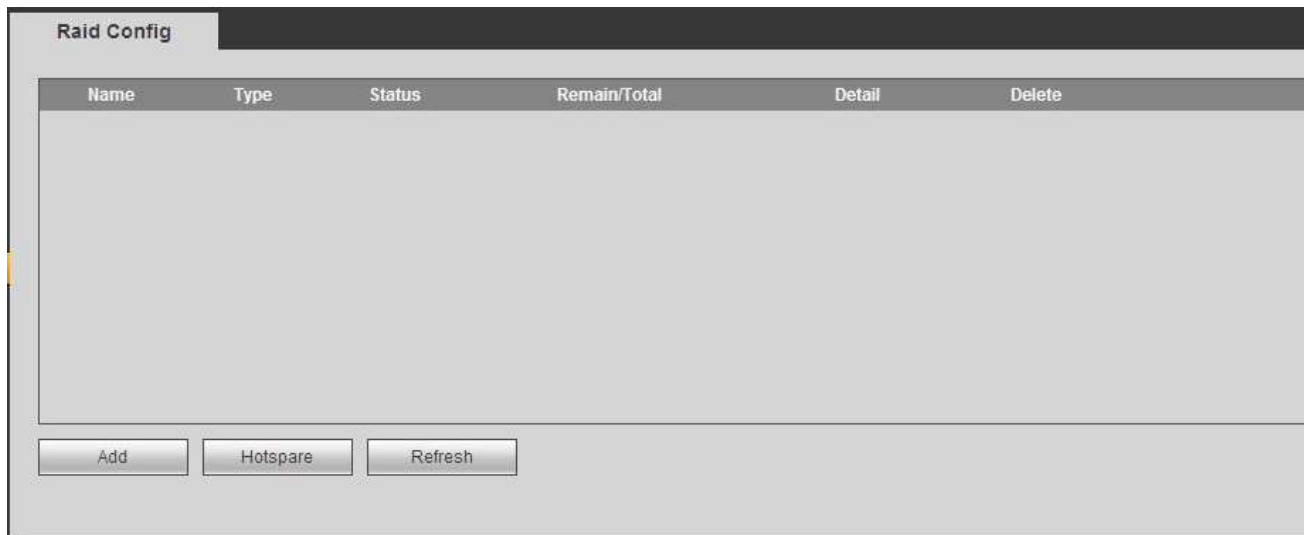 Raid Config
Name Type Status Remain/Total Detail Delete
Add Hotspare Refresh